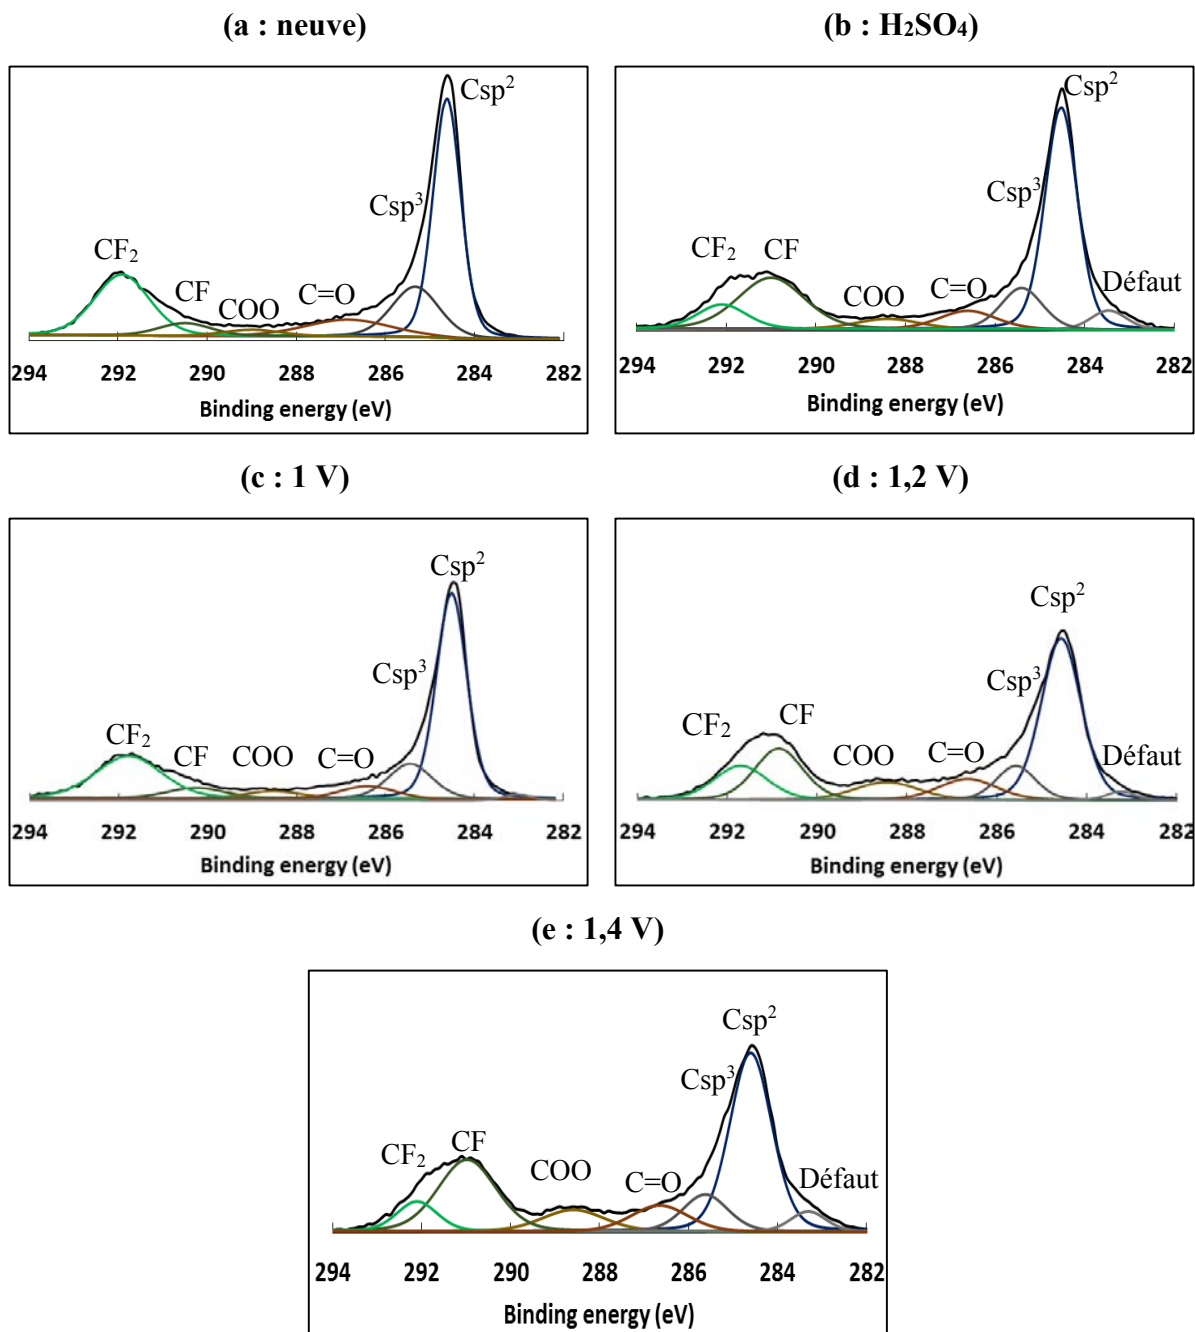 (a : neuve)
(b : H₂SO₄)
Csp²
Csp³
CF₂
CF
COO
C=O
294 292 290 288 286 284 282
Binding energy (eV)
Csp²
Csp³
CF₂
CF
COO
C=O
Défaut
294 292 290 288 286 284 282
Binding energy (eV)
(c : 1 V)
(d : 1,2 V)
Csp²
Csp³
CF₂
CF
COO
C=O
294 292 290 288 286 284 282
Binding energy (eV)
Csp²
Csp³
CF₂
CF
COO
C=O
Défaut
294 292 290 288 286 284 282
Binding energy (eV)
(e : 1,4 V)
Csp²
Csp³
CF₂
CF
COO
C=O
Défaut
294 292 290 288 286 284 282
Binding energy (eV)